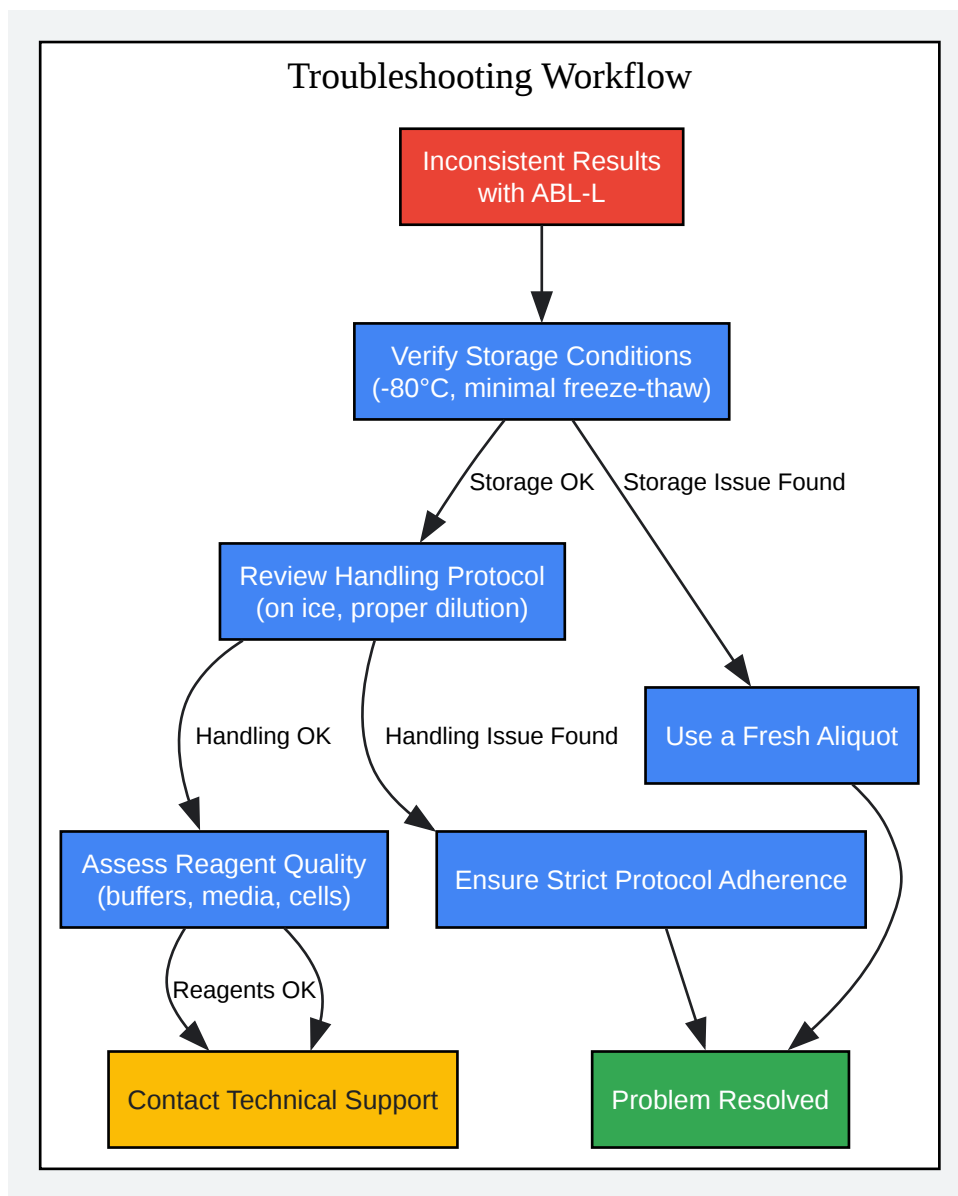 Troubleshooting Workflow
Inconsistent Results
with ABL-L
Verify Storage Conditions
(-80°C, minimal freeze-thaw)
Storage OK
Storage Issue Found
Review Handling Protocol
(on ice, proper dilution)
Handling OK
Handling Issue Found
Use a Fresh Aliquot
Assess Reagent Quality
(buffers, media, cells)
Ensure Strict Protocol Adherence
Reagents OK
Contact Technical Support
Problem Resolved